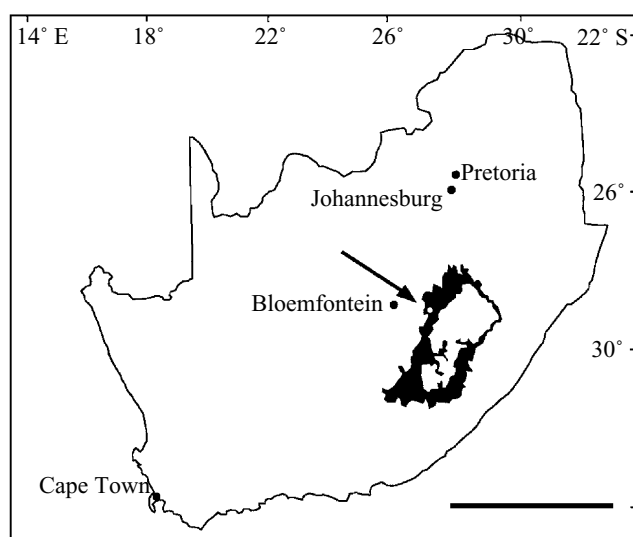 14˚ E 18˚ 22˚ 26˚ 30˚ 22˚ S
Pretoria
Johannesburg
26˚
Bloemfontein
30˚
Cape Town